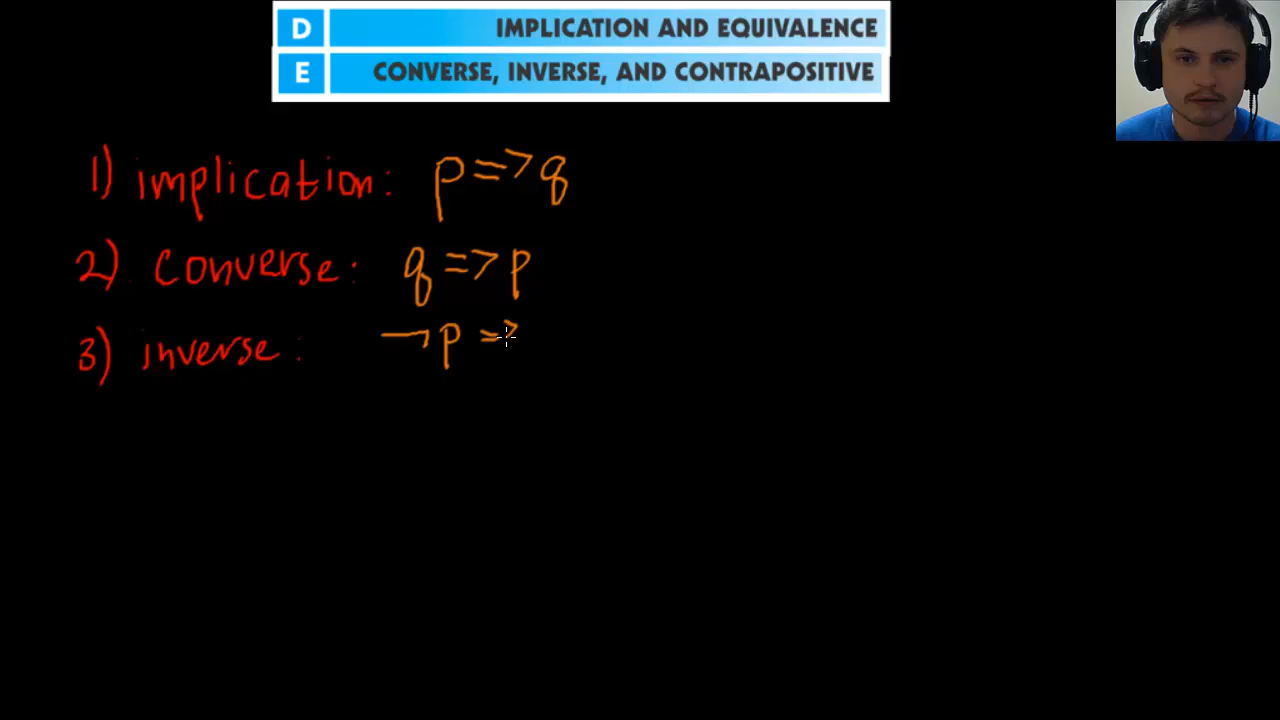 D IMPLICATION AND EQUIVALENCE
E CONVERSE, INVERSE, AND CONTRAPOSITIVE
1) implication: p => q
2) converse: q => p
3) inverse: ¬p =>